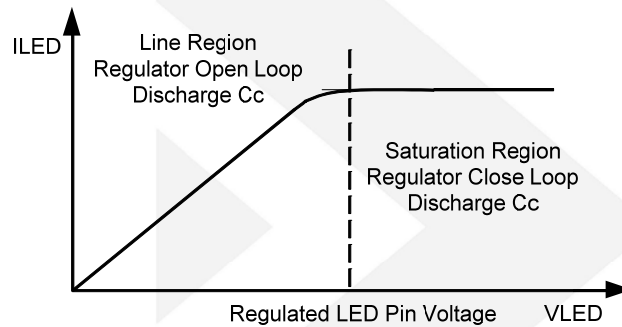 ILED
Line Region
Regulator Open Loop
Discharge Cc
Saturation Region
Regulator Close Loop
Discharge Cc
Regulated LED Pin Voltage
VLED